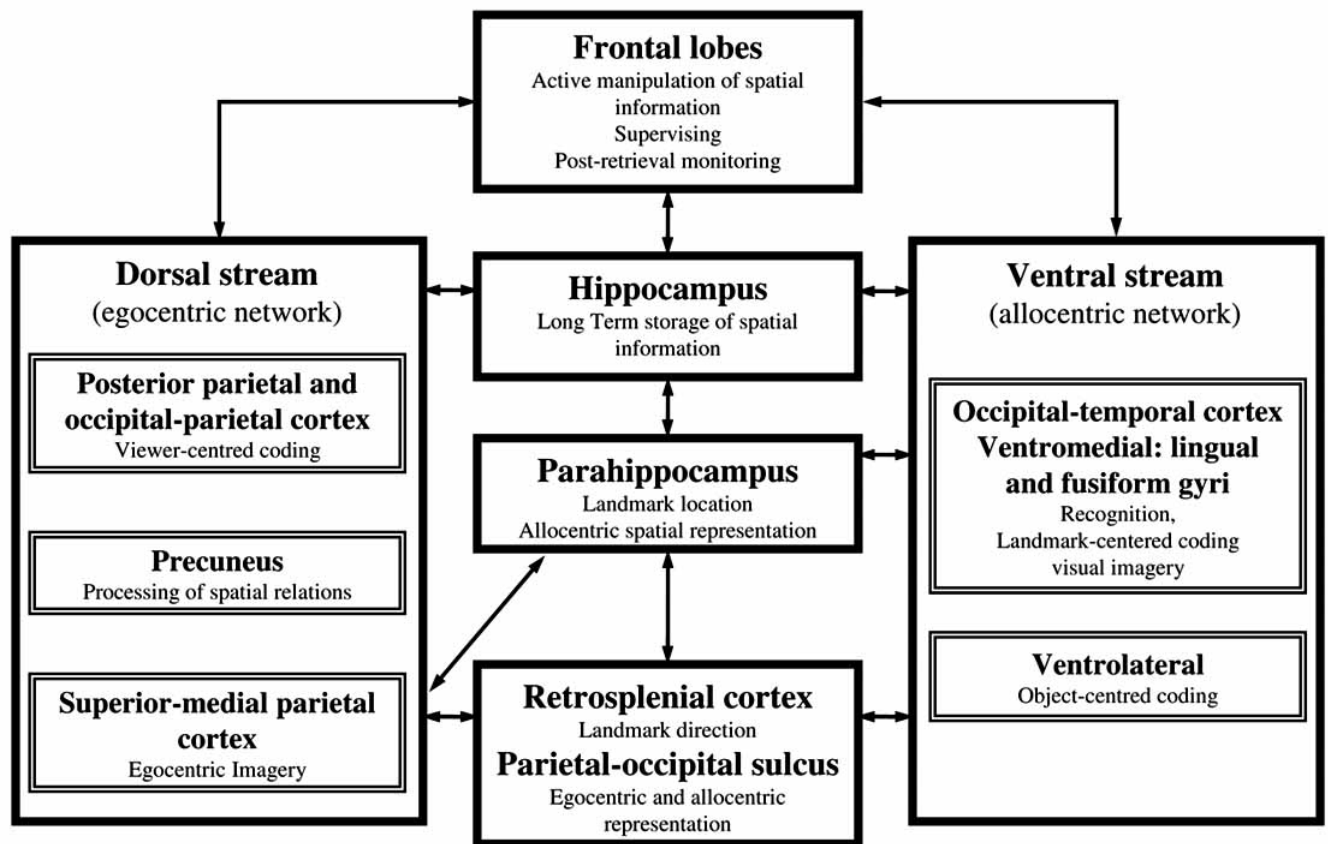 Frontal lobes
Active manipulation of spatial
information
Supervising
Post-retrieval monitoring
Dorsal stream
(egocentric network)
Posterior parietal and
occipital-parietal cortex
Viewer-centred coding
Precuneus
Processing of spatial relations
Superior-medial parietal
cortex
Egocentric Imagery
Hippocampus
Long Term storage of spatial
information
Parahippocampus
Landmark location
Allocentric spatial representation
Retrosplenial cortex
Landmark direction
Parietal-occipital sulcus
Egocentric and allocentric
representation
Ventral stream
(allocentric network)
Occipital-temporal cortex
Ventromedial: lingual
and fusiform gyri
Recognition,
Landmark-centered coding
visual imagery
Ventrolateral
Object-centred coding